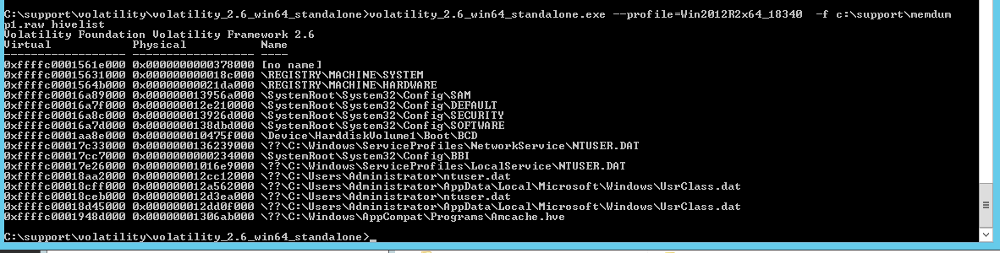 C:\support\volatility\volatility_2.6_win64_standalone>volatility_2.6_win64_standalone.exe --profile=Win2012R2x64_18340  -f c:\support\memdum
p1.raw hivelist
Volatility Foundation Volatility Framework 2.6
Virtual            Physical           Name
------------------ ------------------ ----
0xffffc0001561e000 0x0000000000378000 [no name]
0xffffc00015631000 0x000000000018c000 \REGISTRY\MACHINE\SYSTEM
0xffffc0001564b000 0x00000000021da000 \REGISTRY\MACHINE\HARDWARE
0xffffc00016a89000 0x000000013956a000 \SystemRoot\System32\Config\SAM
0xffffc00016a7f000 0x000000012e210000 \SystemRoot\System32\Config\DEFAULT
0xffffc00016a8c000 0x000000013926d000 \SystemRoot\System32\Config\SECURITY
0xffffc00016a7d000 0x0000000138dbd000 \SystemRoot\System32\Config\SOFTWARE
0xffffc0001aa8e000 0x000000010475f000 \Device\HarddiskVolume1\Boot\BCD
0xffffc00017c33000 0x0000000136239000 \??\C:\Windows\ServiceProfiles\NetworkService\NTUSER.DAT
0xffffc00017cc7000 0x0000000000234000 \SystemRoot\System32\Config\BBI
0xffffc00017e26000 0x00000001016e9000 \??\C:\Windows\ServiceProfiles\LocalService\NTUSER.DAT
0xffffc00018aa2000 0x000000012cc12000 \??\C:\Users\Administrator\ntuser.dat
0xffffc00018cff000 0x000000012a562000 \??\C:\Users\Administrator\AppData\Local\Microsoft\Windows\UsrClass.dat
0xffffc00018ceb000 0x000000012d3ea000 \??\C:\Users\Administrator\ntuser.dat
0xffffc00018d45000 0x000000012dd0f000 \??\C:\Users\Administrator\AppData\Local\Microsoft\Windows\UsrClass.dat
0xffffc0001948d000 0x00000001306ab000 \??\C:\Windows\AppCompat\Programs\Amcache.hve
C:\support\volatility\volatility_2.6_win64_standalone>_